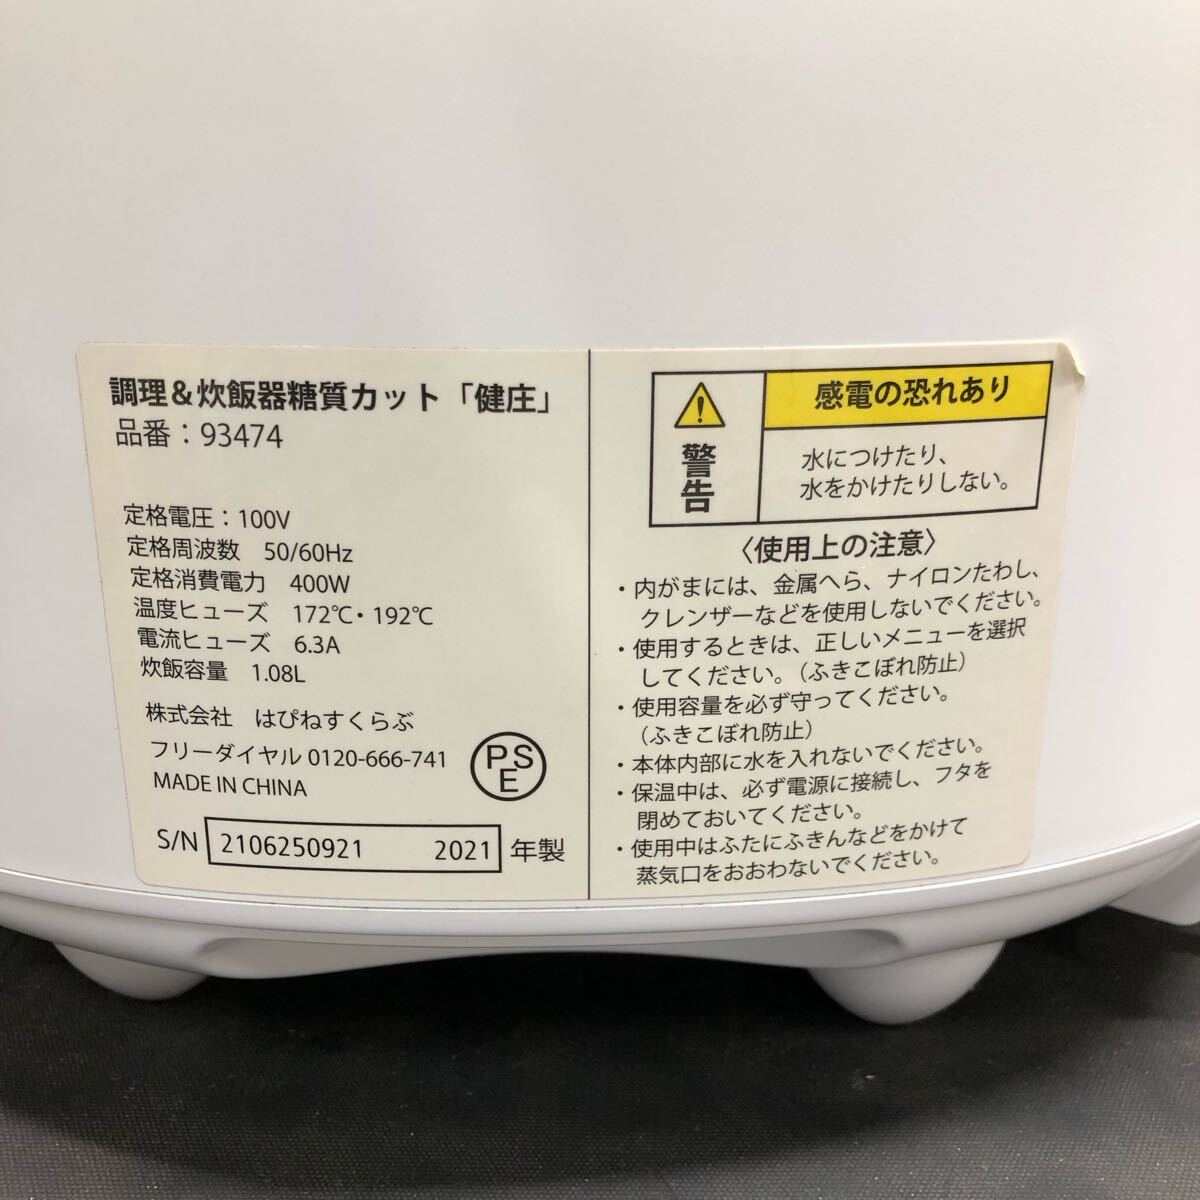 調理＆炊飯器糖質カット「健庄」
品番：93474
定格電圧：100V
定格周波数　50/60Hz
定格消費電力　400W
温度ヒューズ　172℃・192℃
電流ヒューズ　6.3A
炊飯容量　1.08L
株式会社　はぴねすくらぶ
フリーダイヤル 0120-666-741
MADE IN CHINA
PS
E
S/N 2106250921 2021 年製
警告
感電の恐れあり
水につけたり、
水をかけたりしない。
〈使用上の注意〉
・内がまには、金属へら、ナイロンたわし、
クレンザーなどを使用しないでください。
・使用するときは、正しいメニューを選択
してください。（ふきこぼれ防止）
・使用容量を必ず守ってください。
（ふきこぼれ防止）
・本体内部に水を入れないでください。
・保温中は、必ず電源に接続し、フタを
閉めておいてください。
・使用中はふたにふきんなどをかけて
蒸気口をおおわないでください。